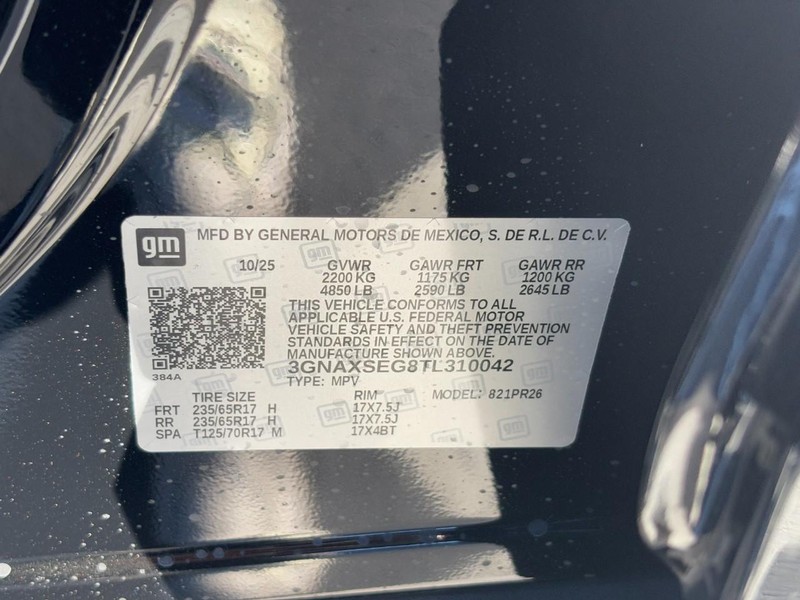 gm MFD BY GENERAL MOTORS DE MEXICO, S. DE R.L. DE C.V.
10/25 GVWR GAWR FRT GAWR RR
2200 KG 1175 KG 1200 KG
4850 LB 2590 LB 2645 LB
THIS VEHICLE CONFORMS TO ALL
APPLICABLE U.S. FEDERAL MOTOR
VEHICLE SAFETY AND THEFT PREVENTION
STANDARDS IN EFFECT ON THE DATE OF
MANUFACTURE SHOWN ABOVE.
3GNAXSEG8TL310042
384A TYPE: MPV
TIRE SIZE RIM MODEL: 821PR26
FRT 235/65R17 H 17X7.5J
RR 235/65R17 H 17X7.5J
SPA T125/70R17 M 17X4BT